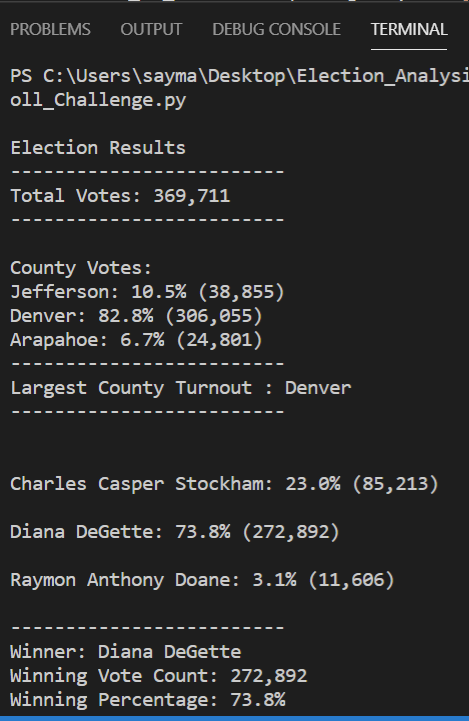 PROBLEMS OUTPUT DEBUG CONSOLE TERMINAL
PS C:\Users\sayma\Desktop\Election_Analysi
oll_Challenge.py
Election Results
-------------------------
Total Votes: 369,711
-------------------------
County Votes:
Jefferson: 10.5% (38,855)
Denver: 82.8% (306,055)
Arapahoe: 6.7% (24,801)
-------------------------
Largest County Turnout : Denver
-------------------------
Charles Casper Stockham: 23.0% (85,213)
Diana DeGette: 73.8% (272,892)
Raymon Anthony Doane: 3.1% (11,606)
-------------------------
Winner: Diana DeGette
Winning Vote Count: 272,892
Winning Percentage: 73.8%